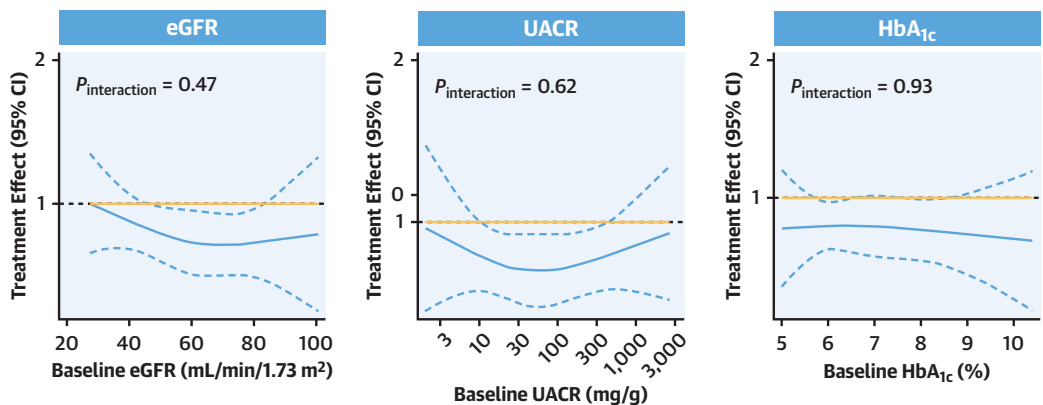 eGFR
2
P interaction = 0.47
1
Treatment Effect (95% CI)
20 40 60 80 100
Baseline eGFR (mL/min/1.73 m²)
UACR
2
P interaction = 0.62
0
1
Treatment Effect (95% CI)
3 10 30 100 300 1,000 3,000
Baseline UACR (mg/g)
HbA1c
2
P interaction = 0.93
1
Treatment Effect (95% CI)
5 6 7 8 9 10
Baseline HbA1c (%)